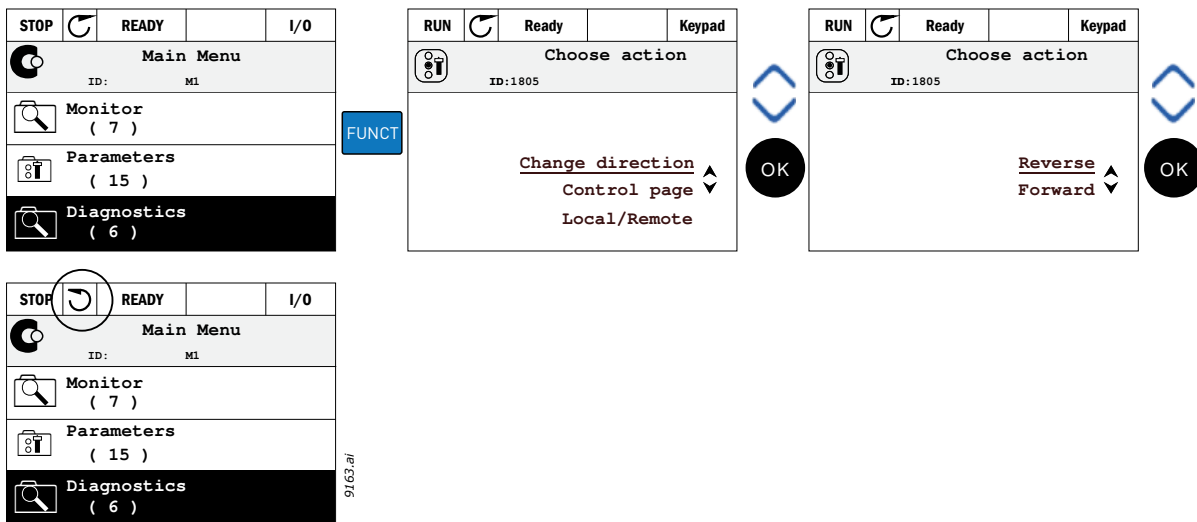 STOP READY I/O
Main Menu
ID: M1
Monitor
( 7 )
Parameters
( 15 )
Diagnostics
( 6 )
FUNCT
RUN Ready Keypad
Choose action
ID:1805
Change direction
Control page
Local/Remote
OK
RUN Ready Keypad
Choose action
ID:1805
Reverse
Forward
OK
STOP READY I/O
Main Menu
ID: M1
Monitor
( 7 )
Parameters
( 15 )
Diagnostics
( 6 )
9163.ai